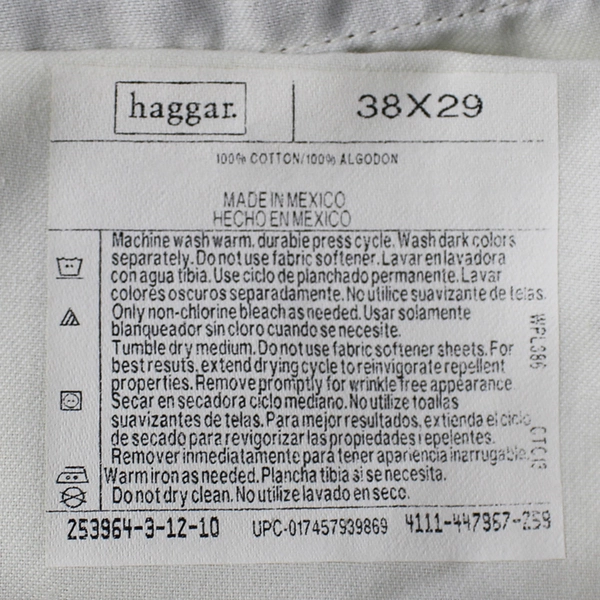 haggar.
38X29
100% COTTON/100% ALGODON
MADE IN MEXICO
HECHO EN MEXICO
Machine wash warm, durable press cycle. Wash dark colors
separately. Do not use fabric softener. Lavar en lavadora
con agua tibia. Use ciclo de planchado permanente. Lavar
colores oscuros separadamente. No utilice suavizante de telas.
Only non-chlorine bleach as needed. Usar solamente
blanqueador sin cloro cuando se necesite.
Tumble dry medium. Do not use fabric softener sheets. For
best resuts, extend drying cycle to reinvigorate repellent
properties. Remove promptly for wrinkle free appearance.
Secar en secadora ciclo mediano. No utilize toallas
suavizantes de telas. Para mejor resultados, extienda el ciclo
de secado para revigorizar las propiedades repelentes.
Remover inmediatamente para tener apariencia inarrugable.
Warm iron as needed. Plancha tibia si se necesita.
Do not dry clean. No utilize lavado en seco.
WPL386
253964-3-12-10 UPC-017457939869 4111-447967-259